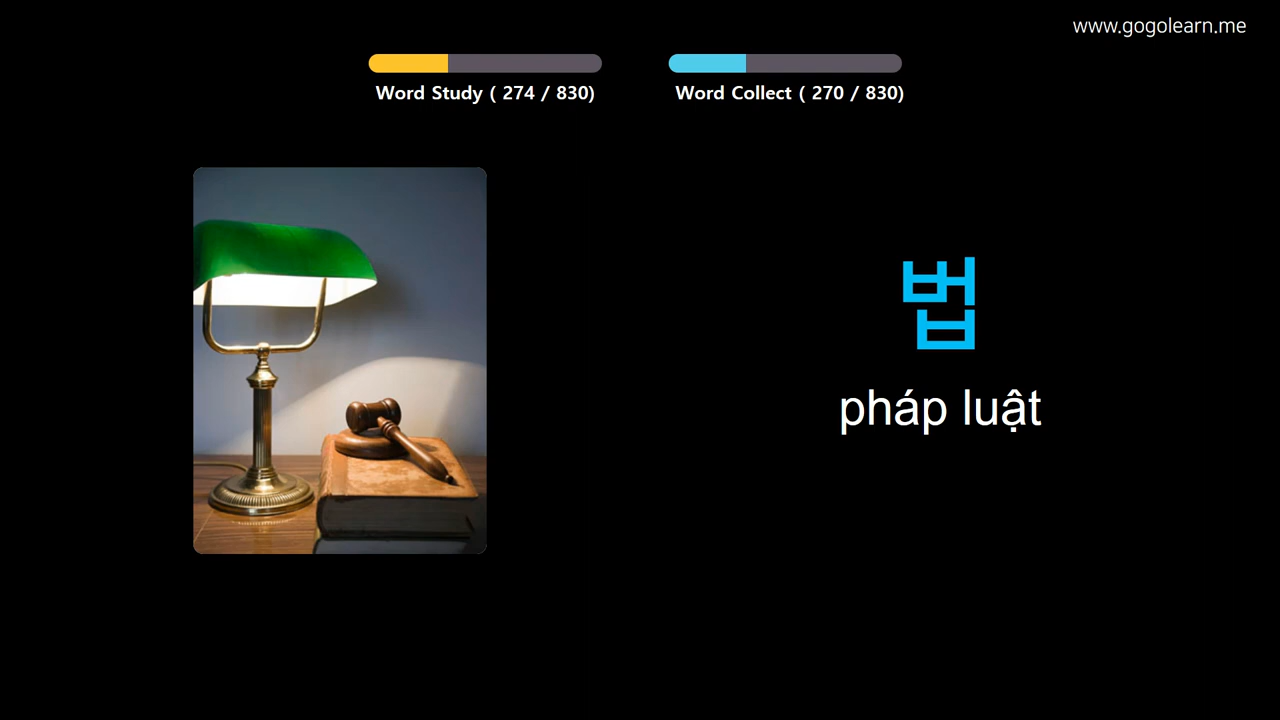 www.gogolearn.me
Word Study ( 274 / 830)
Word Collect ( 270 / 830)
법
pháp luật